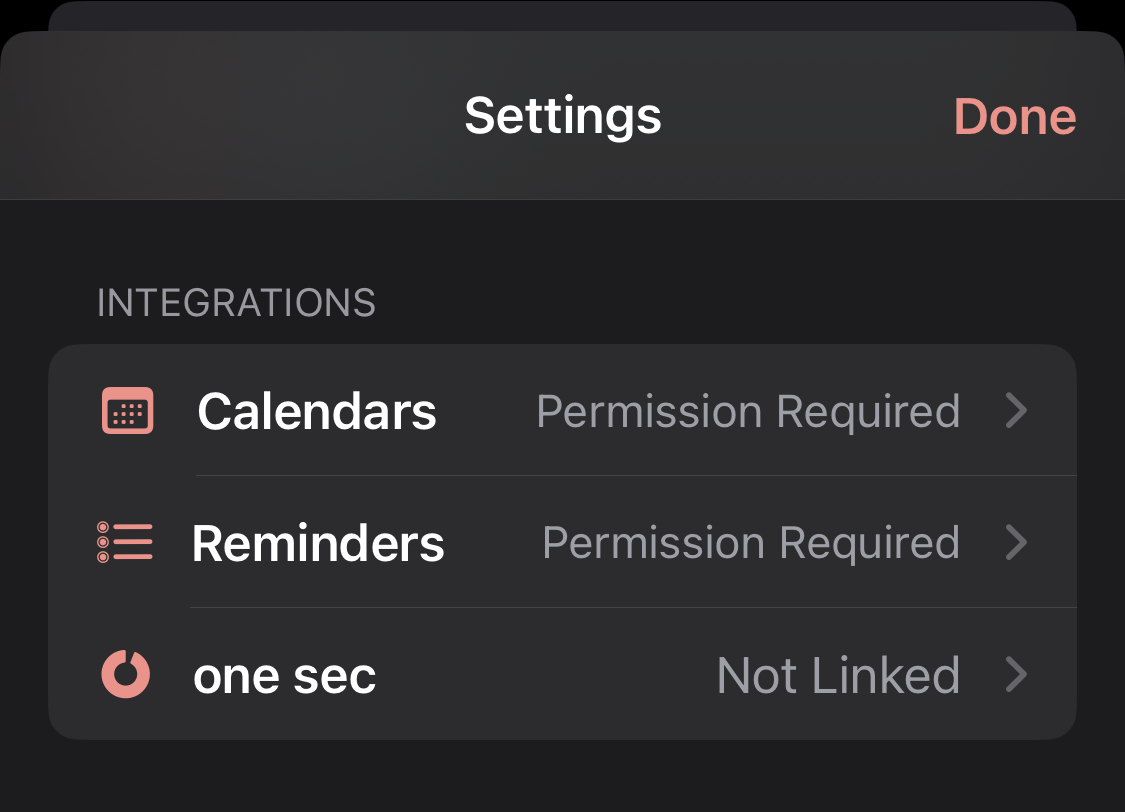 Settings
Done
INTEGRATIONS
Calendars Permission Required
Reminders Permission Required
one sec Not Linked